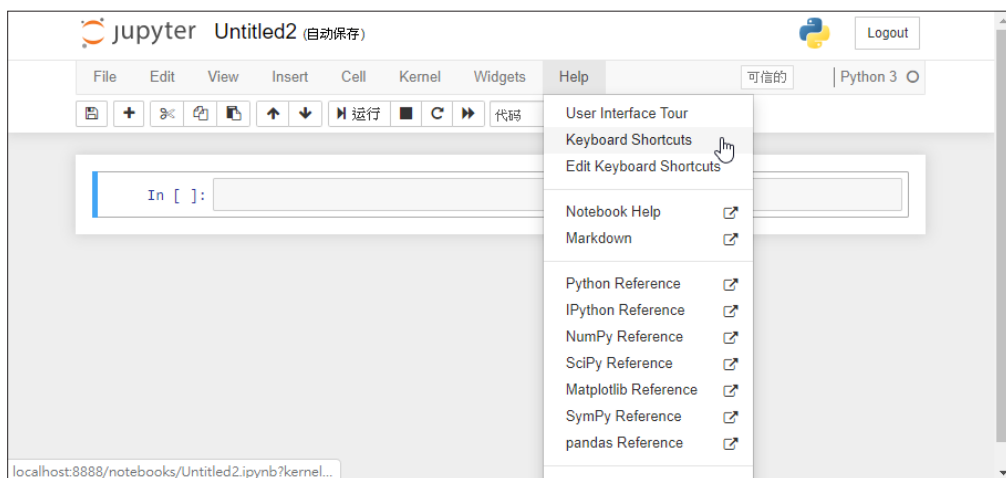 jupyter Untitled2 (自动保存) Logout
File Edit View Insert Cell Kernel Widgets Help 可信的 Python 3
运行 代码
In [ ]:
User Interface Tour
Keyboard Shortcuts
Edit Keyboard Shortcuts
Notebook Help
Markdown
Python Reference
IPython Reference
NumPy Reference
SciPy Reference
Matplotlib Reference
SymPy Reference
pandas Reference
localhost:8888/notebooks/Untitled2.ipynb?kernel...